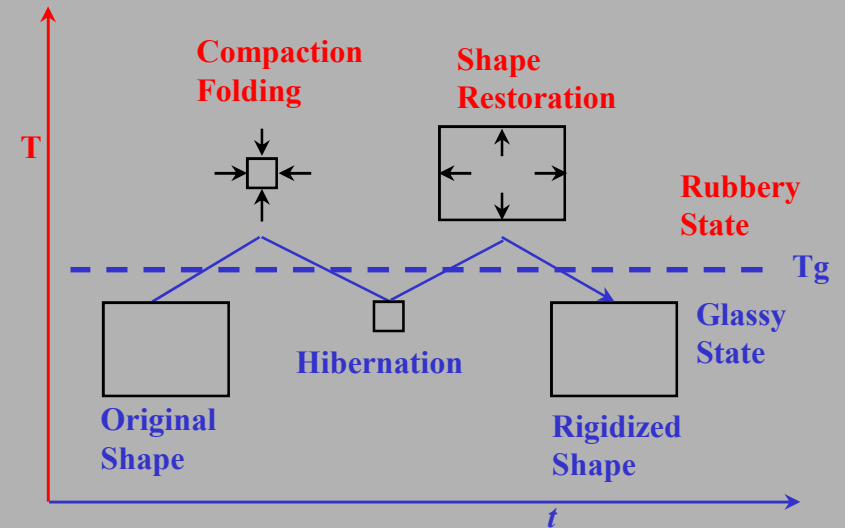 Compaction
Folding
Shape
Restoration
T
Rubbery
State
Tg
Glassy
State
Hibernation
Original
Shape
Rigidized
Shape
t